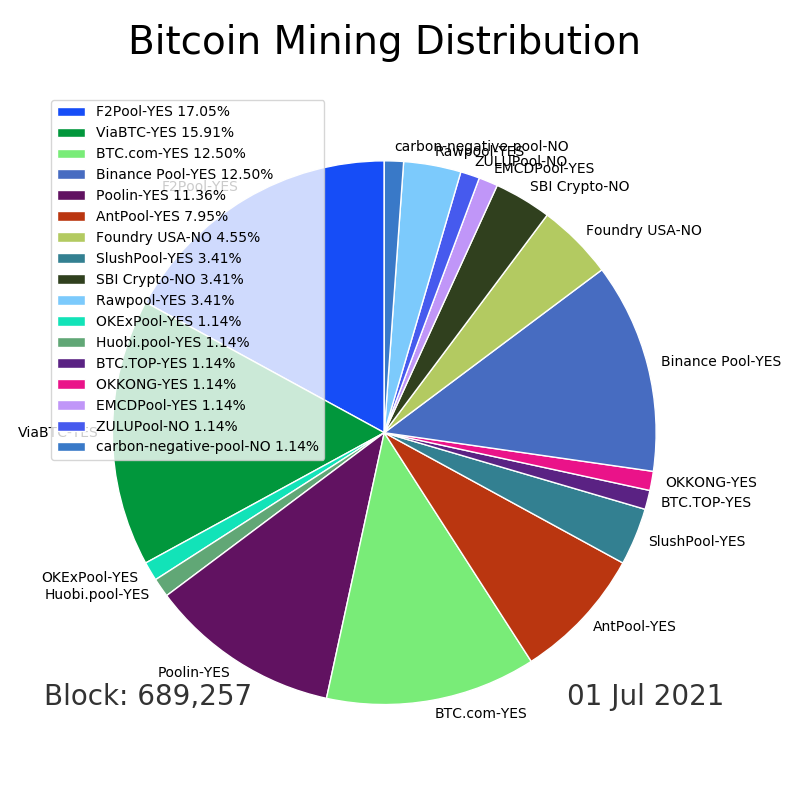 Bitcoin Mining Distribution
F2Pool-YES 17.05%
ViaBTC-YES 15.91%
BTC.com-YES 12.50%
Binance Pool-YES 12.50%
Poolin-YES 11.36%
AntPool-YES 7.95%
Foundry USA-NO 4.55%
SlushPool-YES 3.41%
SBI Crypto-NO 3.41%
Rawpool-YES 3.41%
OKExPool-YES 1.14%
Huobi.pool-YES 1.14%
BTC.TOP-YES 1.14%
OKKONG-YES 1.14%
EMCDPool-YES 1.14%
ZULUPool-NO 1.14%
carbon-negative-pool-NO 1.14%
carbon-negative-pool-NO
Rawpool-YES
ZULUPool-NO
EMCDPool-YES
SBI Crypto-NO
Foundry USA-NO
Binance Pool-YES
OKKONG-YES
BTC.TOP-YES
SlushPool-YES
AntPool-YES
BTC.com-YES
Poolin-YES
Huobi.pool-YES
OKExPool-YES
ViaBTC-YES
F2Pool-YES
Block: 689,257
01 Jul 2021